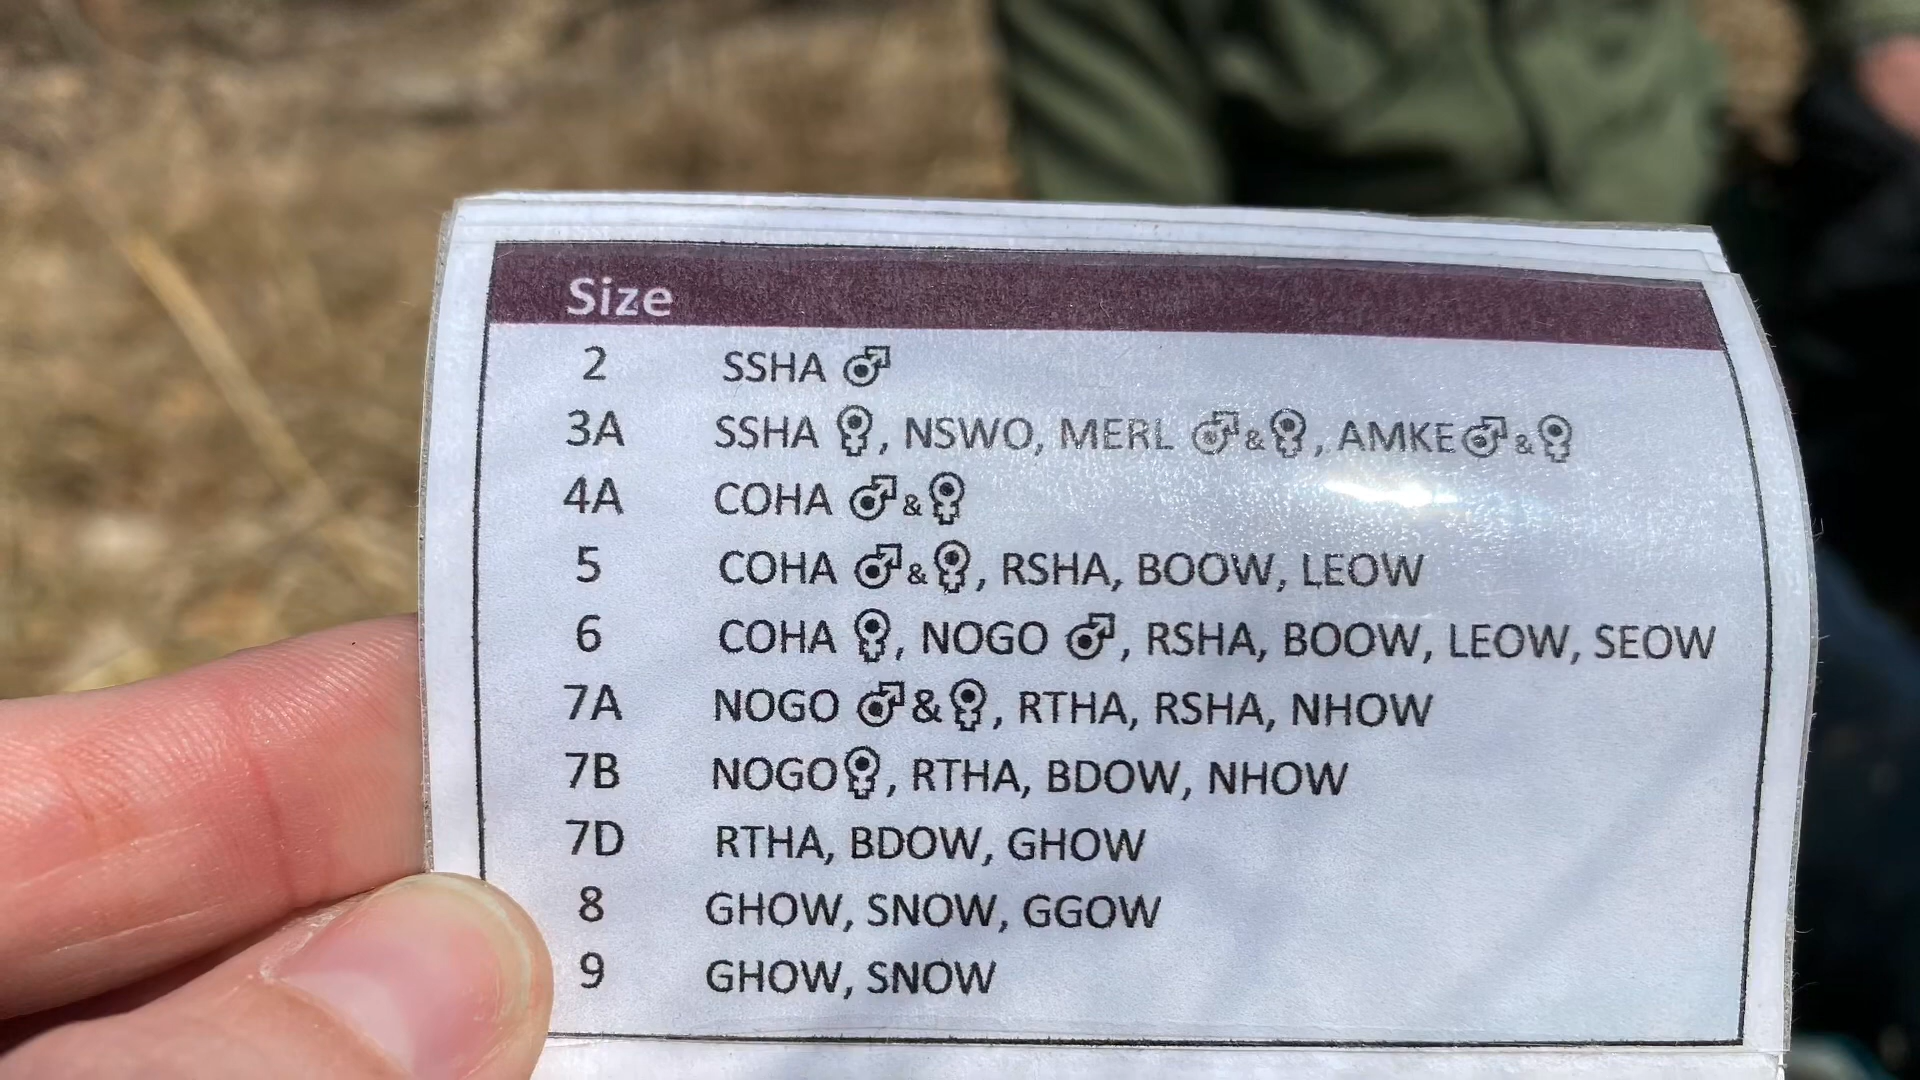 Size
2 SSHA ♂
3A SSHA ♀, NSWO, MERL ♂&♀, AMKE♂&♀
4A COHA ♂&♀
5 COHA ♂&♀, RSHA, BOOW, LEOW
6 COHA ♀, NOGO ♂, RSHA, BOOW, LEOW, SEOW
7A NOGO ♂&♀, RTHA, RSHA, NHOW
7B NOGO♀, RTHA, BDOW, NHOW
7D RTHA, BDOW, GHOW
8 GHOW, SNOW, GGOW
9 GHOW, SNOW